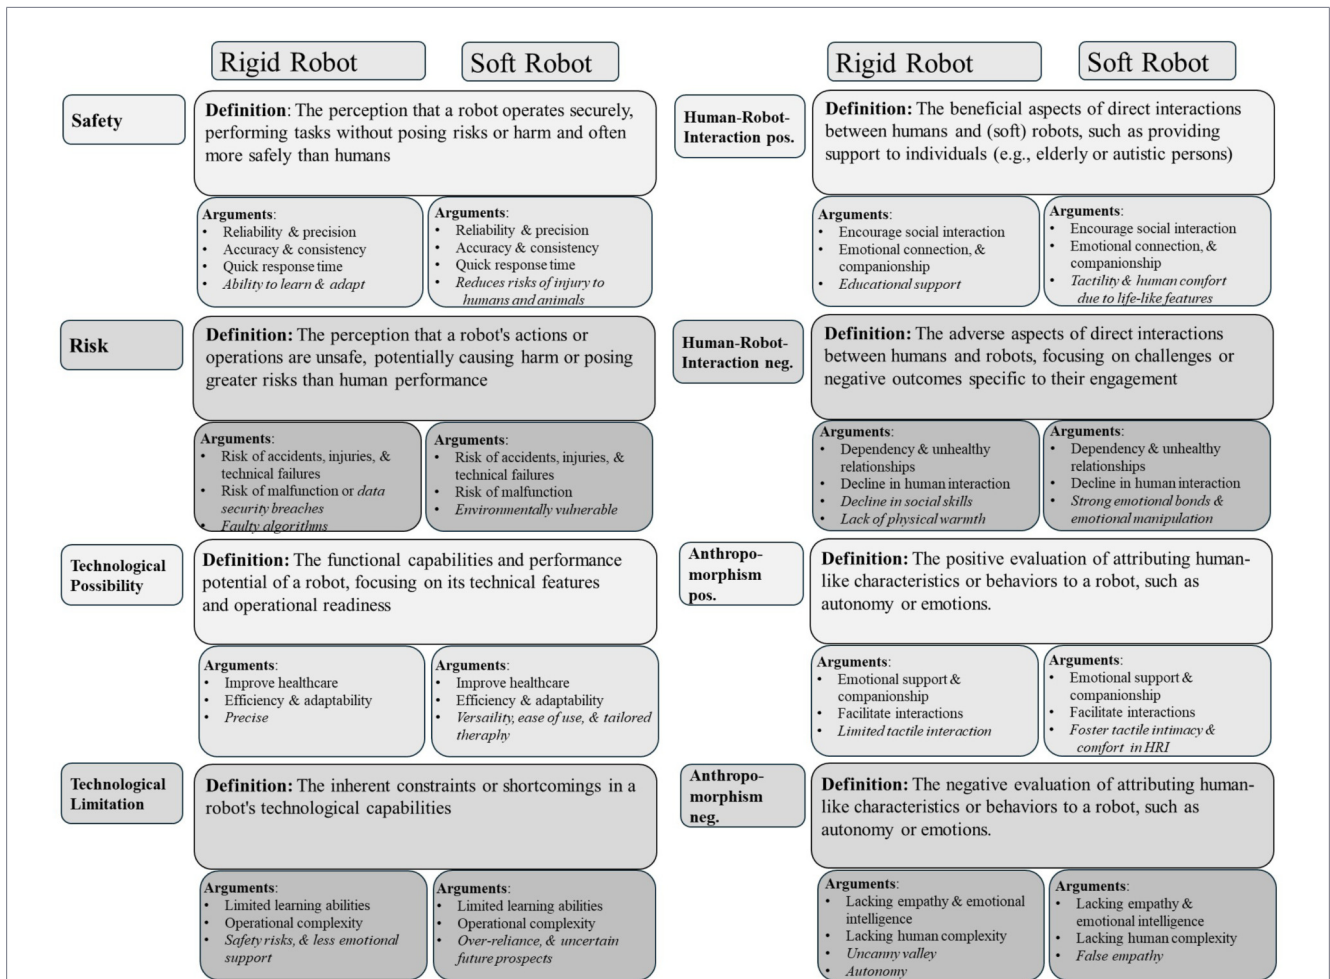 Rigid Robot
Soft Robot
Safety
Definition: The perception that a robot operates securely,
performing tasks without posing risks or harm and often
more safely than humans
Arguments:
• Reliability & precision
• Accuracy & consistency
• Quick response time
• Ability to learn & adapt
Arguments:
• Reliability & precision
• Accuracy & consistency
• Quick response time
• Reduces risks of injury to
humans and animals
Risk
Definition: The perception that a robot's actions or
operations are unsafe, potentially causing harm or posing
greater risks than human performance
Arguments:
• Risk of accidents, injuries, &
technical failures
• Risk of malfunction or data
security breaches
• Faulty algorithms
Arguments:
• Risk of accidents, injuries, &
technical failures
• Risk of malfunction
• Environmentally vulnerable
Technological
Possibility
Definition: The functional capabilities and performance
potential of a robot, focusing on its technical features
and operational readiness
Arguments:
• Improve healthcare
• Efficiency & adaptability
• Precise
Arguments:
• Improve healthcare
• Efficiency & adaptability
• Versaility, ease of use, & tailored
theraphy
Technological
Limitation
Definition: The inherent constraints or shortcomings in a
robot's technological capabilities
Arguments:
• Limited learning abilities
• Operational complexity
• Safety risks, & less emotional
support
Arguments:
• Limited learning abilities
• Operational complexity
• Over-reliance, & uncertain
future prospects
Rigid Robot
Soft Robot
Human-Robot-
Interaction pos.
Definition: The beneficial aspects of direct interactions
between humans and (soft) robots, such as providing
support to individuals (e.g., elderly or autistic persons)
Arguments:
• Encourage social interaction
• Emotional connection, &
companionship
• Educational support
Arguments:
• Encourage social interaction
• Emotional connection, &
companionship
• Tactility & human comfort
due to life-like features
Human-Robot-
Interaction neg.
Definition: The adverse aspects of direct interactions
between humans and robots, focusing on challenges or
negative outcomes specific to their engagement
Arguments:
• Dependency & unhealthy
relationships
• Decline in human interaction
• Decline in social skills
• Lack of physical warmth
Arguments:
• Dependency & unhealthy
relationships
• Decline in human interaction
• Strong emotional bonds &
emotional manipulation
Anthropo-
morphism
pos.
Definition: The positive evaluation of attributing human-
like characteristics or behaviors to a robot, such as
autonomy or emotions.
Arguments:
• Emotional support &
companionship
• Facilitate interactions
• Limited tactile interaction
Arguments:
• Emotional support &
companionship
• Facilitate interactions
• Foster tactile intimacy &
comfort in HRI
Anthropo-
morphism
neg.
Definition: The negative evaluation of attributing human-
like characteristics or behaviors to a robot, such as
autonomy or emotions.
Arguments:
• Lacking empathy & emotional
intelligence
• Lacking human complexity
• Uncanny valley
• Autonomy
Arguments:
• Lacking empathy &
emotional intelligence
• Lacking human complexity
• False empathy